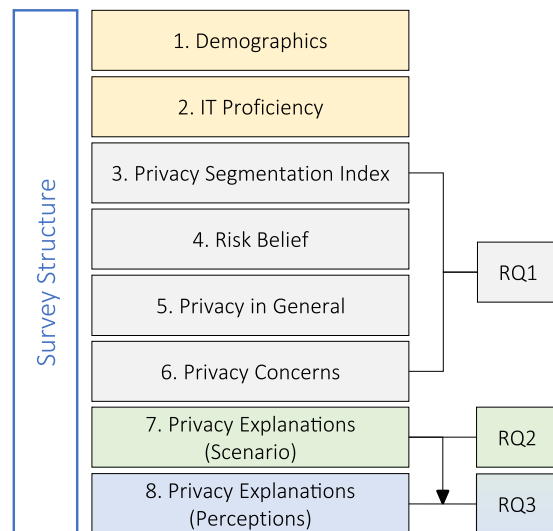 Survey Structure
1. Demographics
2. IT Proficiency
3. Privacy Segmentation Index
4. Risk Belief
5. Privacy in General
6. Privacy Concerns
7. Privacy Explanations
(Scenario)
8. Privacy Explanations
(Perceptions)
RQ1
RQ2
RQ3